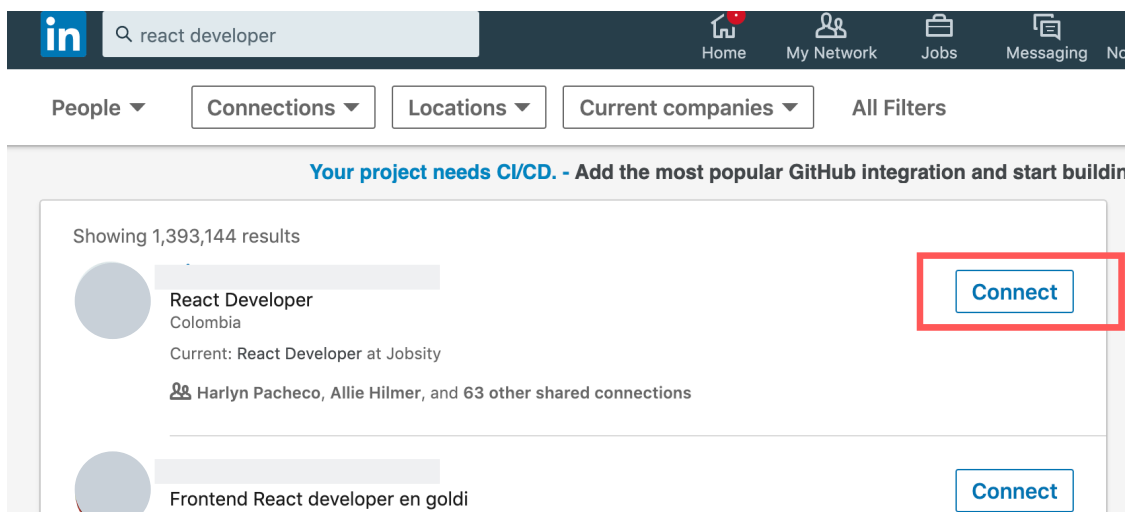 in
react developer
Home
My Network
Jobs
Messaging
People
Connections
Locations
Current companies
All Filters
Your project needs CI/CD. - Add the most popular GitHub integration and start buildin
Showing 1,393,144 results
Connect
React Developer
Colombia
Current: React Developer at Jobsity
Harlyn Pacheco, Allie Hilmer, and 63 other shared connections
Connect
Frontend React developer en goldi